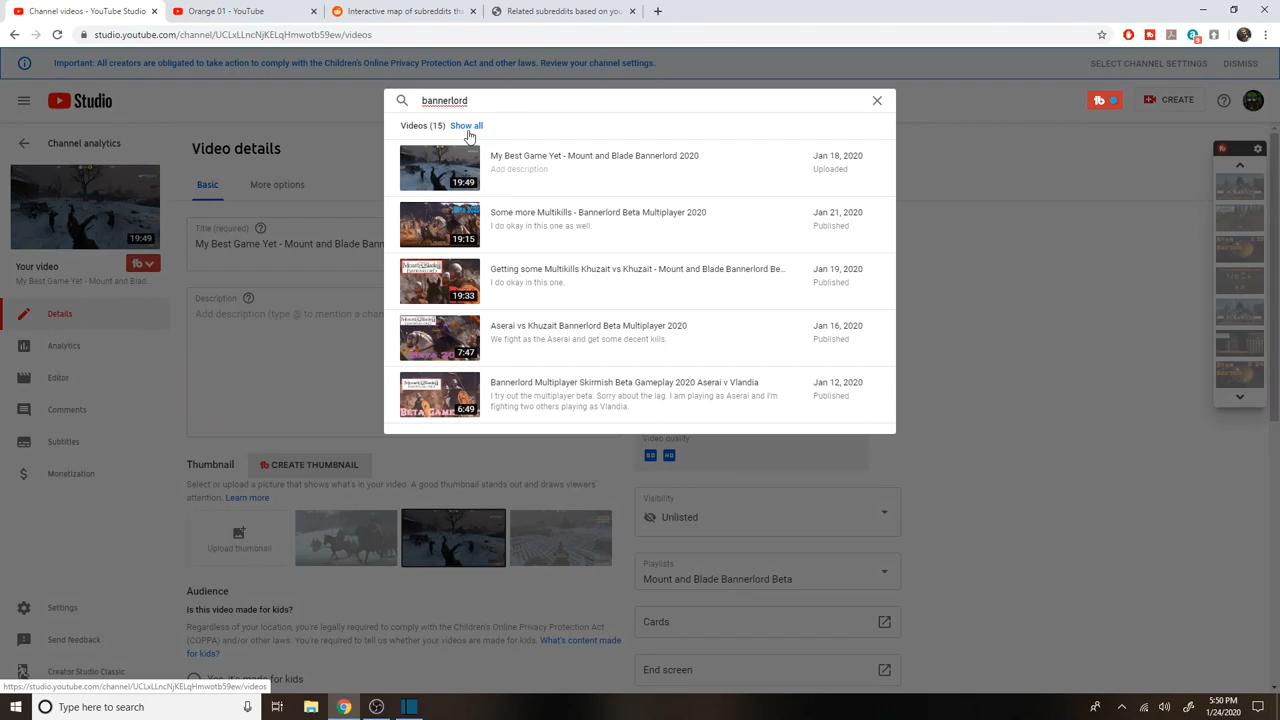 Channel videos - YouTube Studio
Orange 01 - YouTube
Interactive map of subreddits tha
Related subreddits based on you
studio.youtube.com/channel/UCLxLLncNjKELqHmwotb59ew/videos
Important: All creators are obligated to take action to comply with the Children's Online Privacy Protection Act and other laws. Review your channel settings.
SELECT CHANNEL SETTINGS
DISMISS
Studio
bannerlord
CREATE
Videos (15) Show all
Channel analytics
Video details
My Best Game Yet - Mount and Blade Bannerlord 2020
Jan 18, 2020
Add description
Uploaded
19:49
Basic
More options
Some more Multikills - Bannerlord Beta Multiplayer 2020
Jan 21, 2020
I do okay in this one as well.
Published
19:15
Title (required)
My Best Game Yet - Mount and Blade Ban
19:49
Your video
My Best Game Yet - Mount and Blad...
Getting some Multikills Khuzait vs Khuzait - Mount and Blade Bannerlord Be...
Jan 19, 2020
I do okay in this one.
Published
19:33
Description
Add description (type @ to mention a chan
Details
Analytics
Editor
Comments
Subtitles
Monetization
Aserai vs Khuzait Bannerlord Beta Multiplayer 2020
Jan 16, 2020
We fight as the Aserai and get some decent kills.
Published
7:47
Bannerlord Multiplayer Skirmish Beta Gameplay 2020 Aserai v Vlandia
Jan 12, 2020
I try out the multiplayer beta. Sorry about the lag. I am playing as Aserai and I'm
Published
fighting two others playing as Vlandia.
6:49
Video quality
SD HD
Thumbnail
CREATE THUMBNAIL
Select or upload a picture that shows what's in your video. A good thumbnail stands out and draws viewers'
attention. Learn more
Upload thumbnail
Visibility
Unlisted
Playlists
Mount and Blade Bannerlord Beta
Audience
Is this video made for kids?
Regardless of your location, you're legally required to comply with the Children's Online Privacy Protection Act
(COPPA) and/or other laws. You're required to tell us whether your videos are made for kids. What's content made
for kids?
Yes, it's made for kids
Cards
End screen
Settings
Send feedback
Creator Studio Classic
https://studio.youtube.com/channel/UCLxLLncNjKELqHmwotb59ew/videos
Type here to search
5:50 PM
1/24/2020